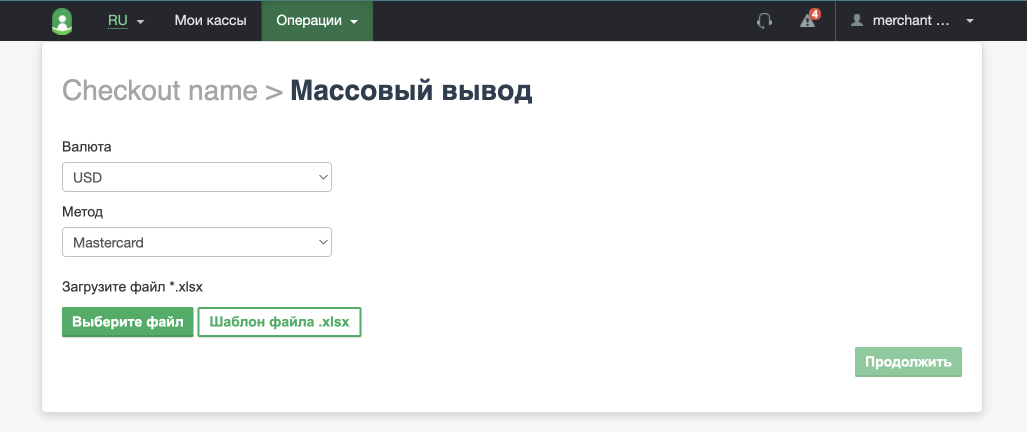 RU Мои кассы Операции 4 merchant ...
Checkout name > Массовый вывод
Валюта
USD
Метод
Mastercard
Загрузите файл *.xlsx
Выберите файл Шаблон файла .xlsx
Продолжить